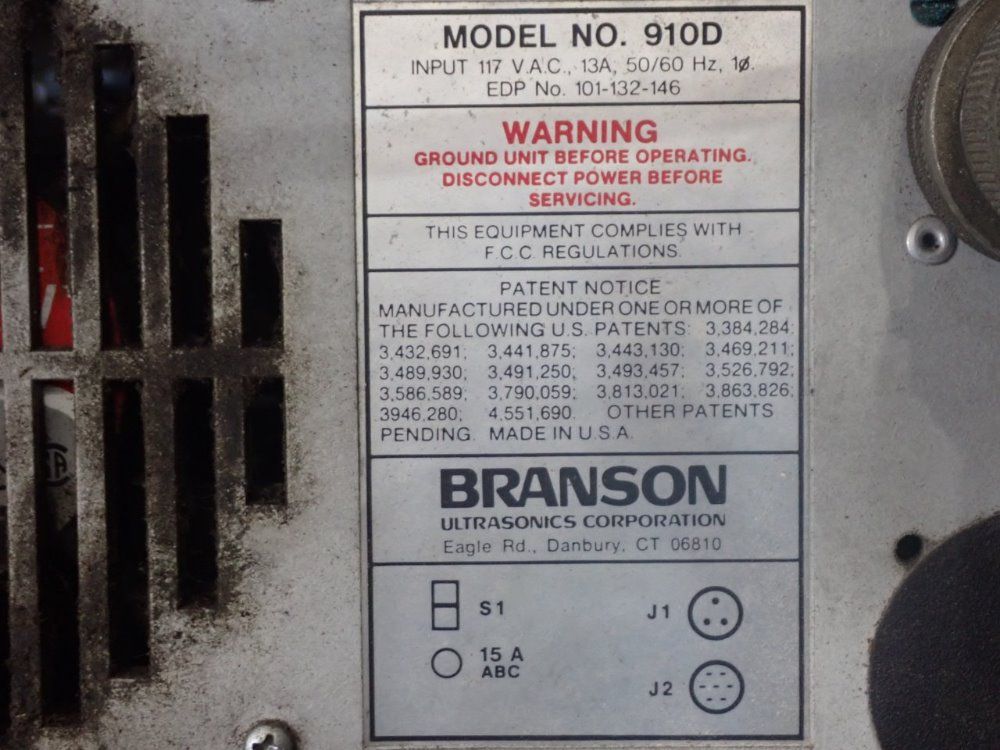 MODEL NO. 910D
INPUT 117 V.A.C., 13A, 50/60 Hz, 1ø.
EDP No. 101-132-146
WARNING
GROUND UNIT BEFORE OPERATING.
DISCONNECT POWER BEFORE
SERVICING.
THIS EQUIPMENT COMPLIES WITH
F.C.C. REGULATIONS.
PATENT NOTICE
MANUFACTURED UNDER ONE OR MORE OF
THE FOLLOWING U.S. PATENTS: 3,384,284;
3,432,691; 3,441,875; 3,443,130; 3,469,211;
3,489,930; 3,491,250; 3,493,457; 3,526,792;
3,586,589; 3,790,059; 3,813,021; 3,863,826;
3946,280; 4,551,690. OTHER PATENTS
PENDING. MADE IN U.S.A.
BRANSON
ULTRASONICS CORPORATION
Eagle Rd., Danbury, CT 06810
S1 J1
15 A
ABC
J2